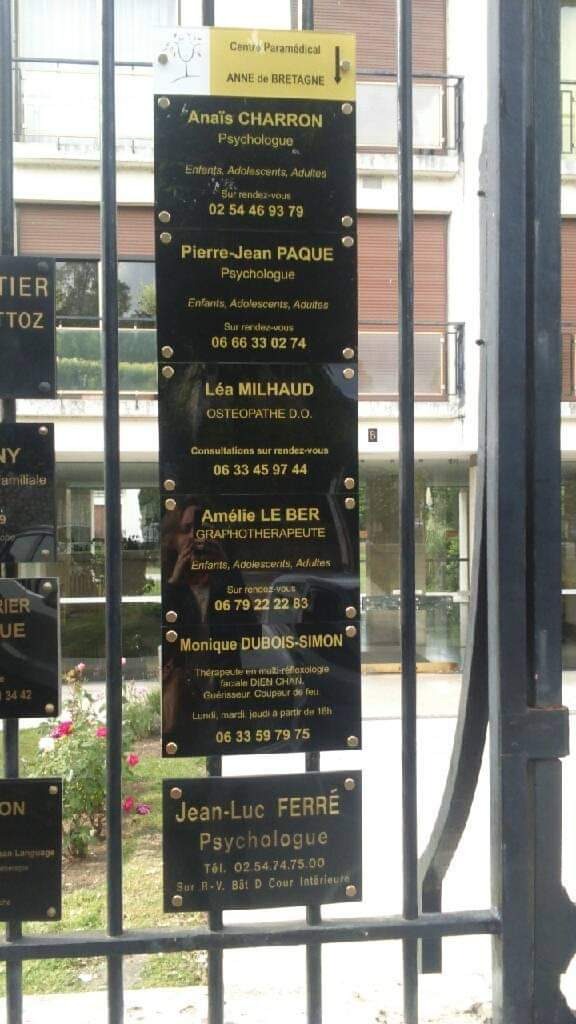 Centre Paramédical
ANNE de BRETAGNE
Anaïs CHARRON
Psychologue
Enfants, Adolescents, Adultes
Sur rendez-vous
02 54 46 93 79
Pierre-Jean PAQUE
Psychologue
Enfants, Adolescents, Adultes
Sur rendez-vous
06 66 33 02 74
Léa MILHAUD
OSTEOPATHE D.O.
Consultations sur rendez-vous
06 33 45 97 44
Amélie LE BER
GRAPHOTHERAPEUTE
Enfants, Adolescents, Adultes
Sur rendez-vous
06 79 22 22 83
Monique DUBOIS-SIMON
Thérapeute en multi-réflexologie
faciale DIEN CHAN.
Guérisseur Coupeur de feu.
Lundi, mardi, jeudi à partir de 16h
06 33 59 79 75
Jean-Luc FERRÉ
Psychologue
Tél. 02.54.74.75.00
Sur R-V. Bât D Cour Intérieure
TIER
TTOZ
NY
familiale
9
RIER
UE
34 42
ON
Language
6